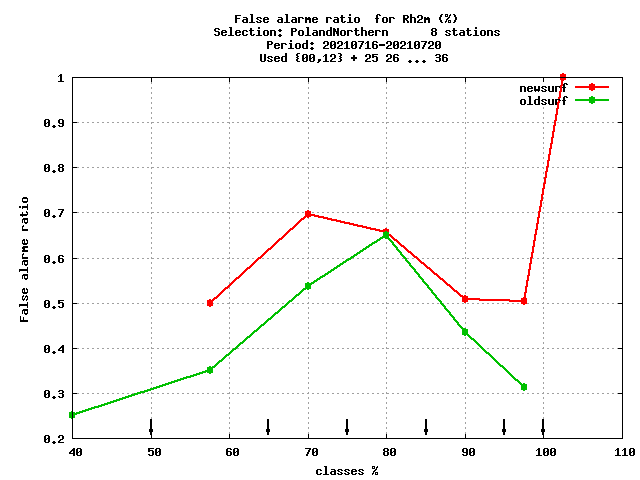 False alarme ratio for Rh2m (%)
Selection: PolandNorthern 8 stations
Period: 20210716-20210720
Used {00,12} + 25 26 ... 36
newsurf
oldsurf
False alarme ratio
1
0.9
0.8
0.7
0.6
0.5
0.4
0.3
0.2
40 50 60 70 80 90 100 110
classes %